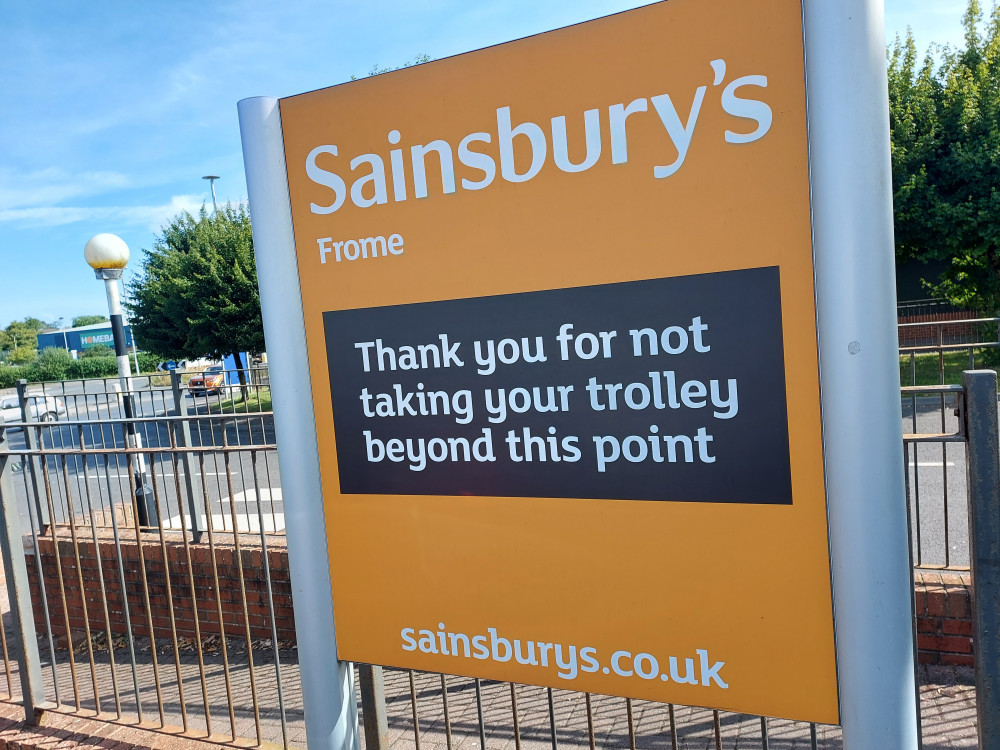 Sainsbury's
Frome
Thank you for not
taking your trolley
beyond this point
sainsburys.co.uk